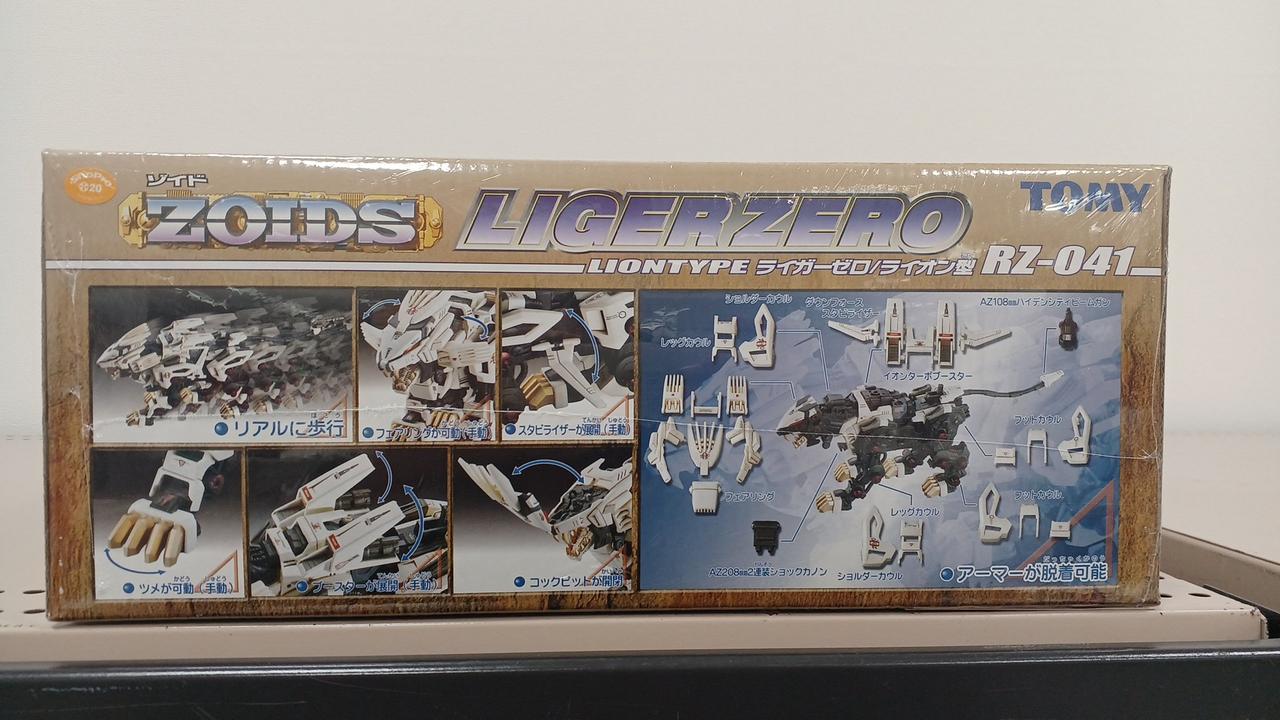 20
ゾイド
ZOIDS
LIGERZERO
TOMY
LIONTYPE ライガーゼロ/ライオン型 RZ-041
リアルに歩行
フェアリングが可動(手動)
スタビライザーが展開(手動)
ツメが可動(手動)
ブースターが展開(手動)
コックピットが開閉
ショルダーカウル
ダウンフォース
スタビライザー
AZ108mmハイデンシティビームガン
レッグカウル
イオンターボブースター
フットカウル
フェアリング
フットカウル
レッグカウル
AZ208mm2連装ショックカノン
ショルダーカウル
アーマーが脱着可能